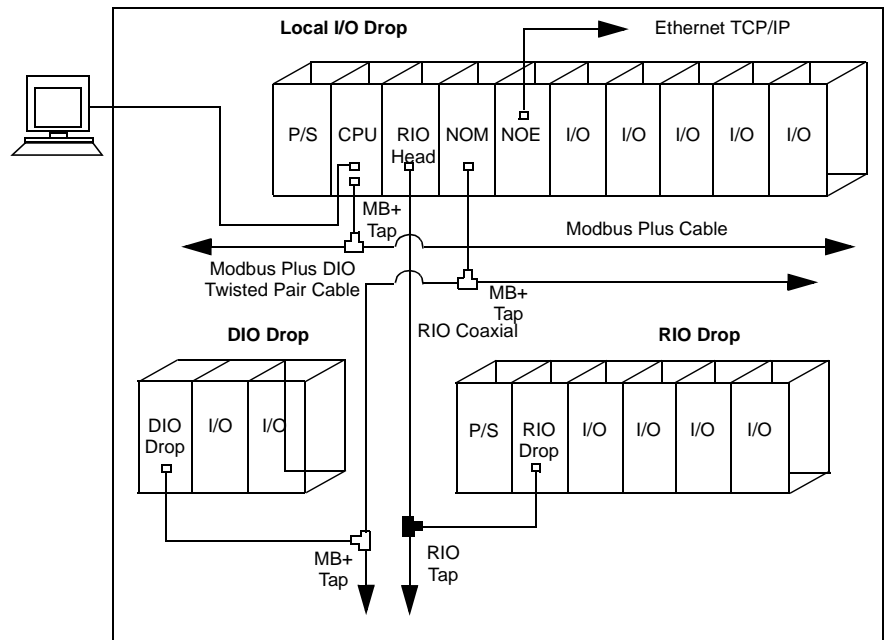 Local I/O Drop
Ethernet TCP/IP
P/S
CPU
RIO
Head
NOM
NOE
I/O
I/O
I/O
I/O
I/O
MB+
Tap
Modbus Plus Cable
Modbus Plus DIO
Twisted Pair Cable
MB+
Tap
RIO Coaxial
DIO Drop
RIO Drop
DIO
Drop
I/O
I/O
P/S
RIO
Drop
I/O
I/O
I/O
I/O
MB+
Tap
RIO
Tap